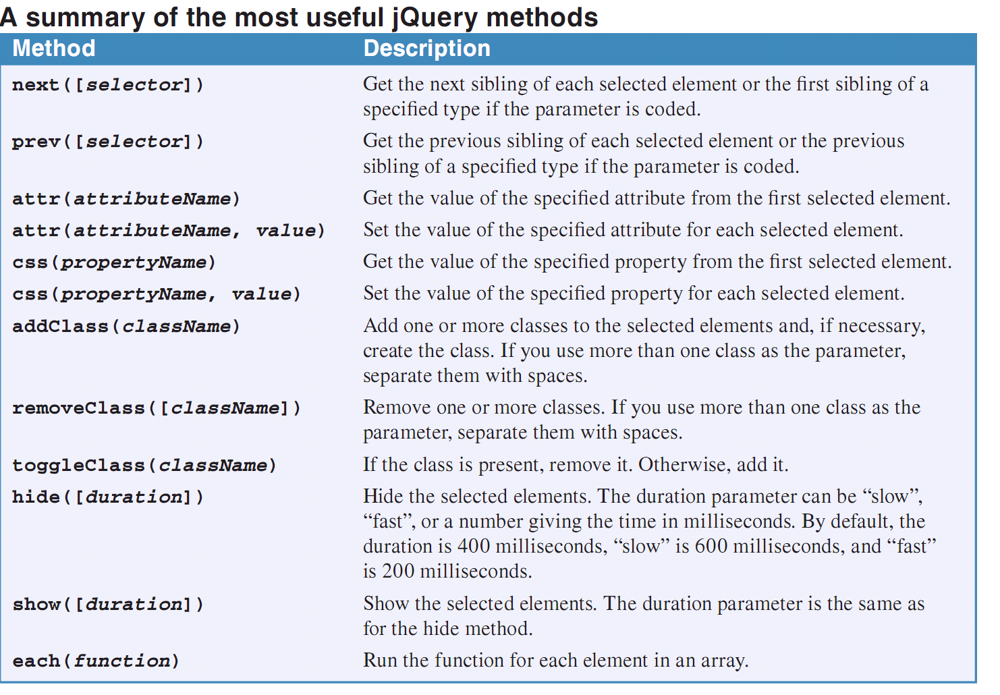 A summary of the most useful jQuery methods
Method Description
next([selector]) Get the next sibling of each selected element or the first sibling of a
specified type if the parameter is coded.
prev([selector]) Get the previous sibling of each selected element or the previous
sibling of a specified type if the parameter is coded.
attr(attributeName) Get the value of the specified attribute from the first selected element.
attr(attributeName, value) Set the value of the specified attribute for each selected element.
css(propertyName) Get the value of the specified property from the first selected element.
css(propertyName, value) Set the value of the specified property for each selected element.
addClass(className) Add one or more classes to the selected elements and, if necessary,
create the class. If you use more than one class as the parameter,
separate them with spaces.
removeClass([className]) Remove one or more classes. If you use more than one class as the
parameter, separate them with spaces.
toggleClass(className) If the class is present, remove it. Otherwise, add it.
hide([duration]) Hide the selected elements. The duration parameter can be “slow”,
“fast”, or a number giving the time in milliseconds. By default, the
duration is 400 milliseconds, “slow” is 600 milliseconds, and “fast”
is 200 milliseconds.
show([duration]) Show the selected elements. The duration parameter is the same as
for the hide method.
each(function) Run the function for each element in an array.